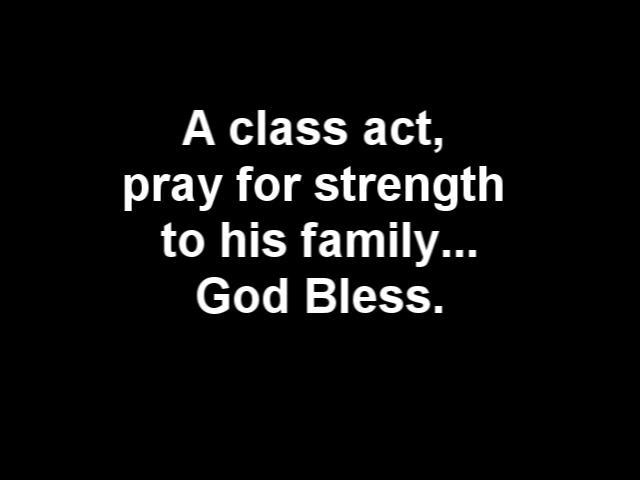 A class act,
pray for strength
to his family...
God Bless.